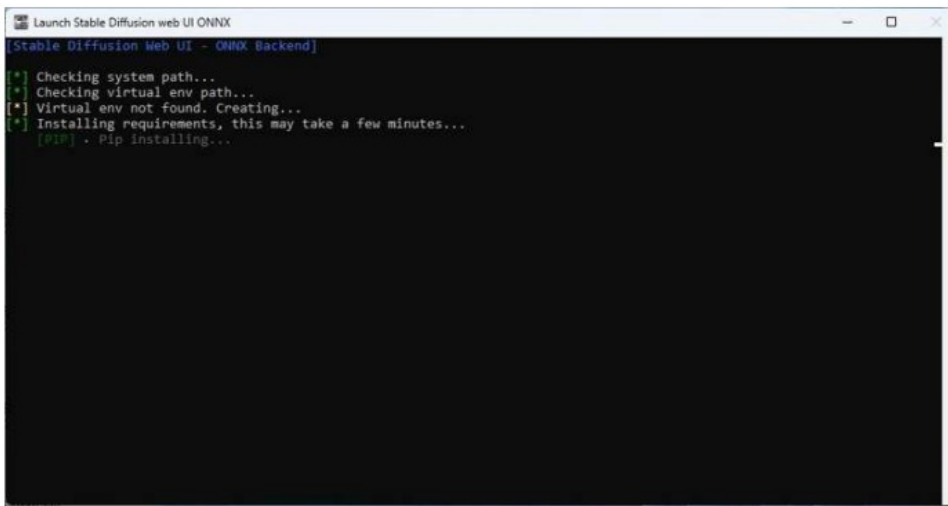 Launch Stable Diffusion web UI ONNX
[Stable Diffusion Web UI - ONNX Backend]
[*] Checking system path...
[*] Checking virtual env path...
[*] Virtual env not found. Creating...
[*] Installing requirements, this may take a few minutes...
[PIP] · Pip installing...